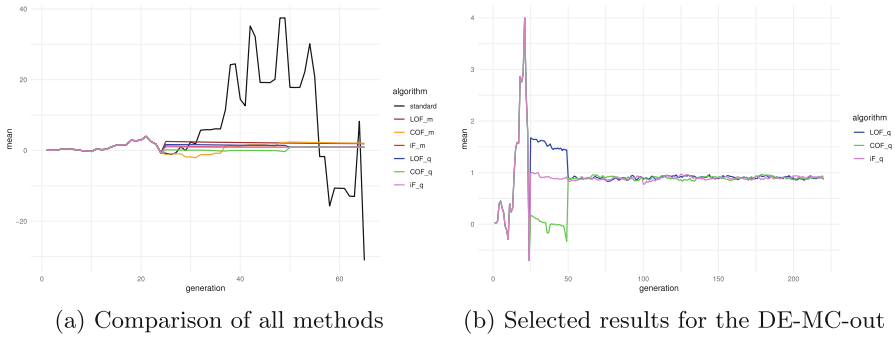 40
20
0
-20
mean
0
20
40
60
generation
algorithm
standard
LOF_m
COF_m
iF_m
LOF_q
COF_q
iF_q
(a) Comparison of all methods
4
3
2
1
0
mean
0
50
100
150
200
generation
algorithm
LOF_q
COF_q
iF_q
(b) Selected results for the DE-MC-out